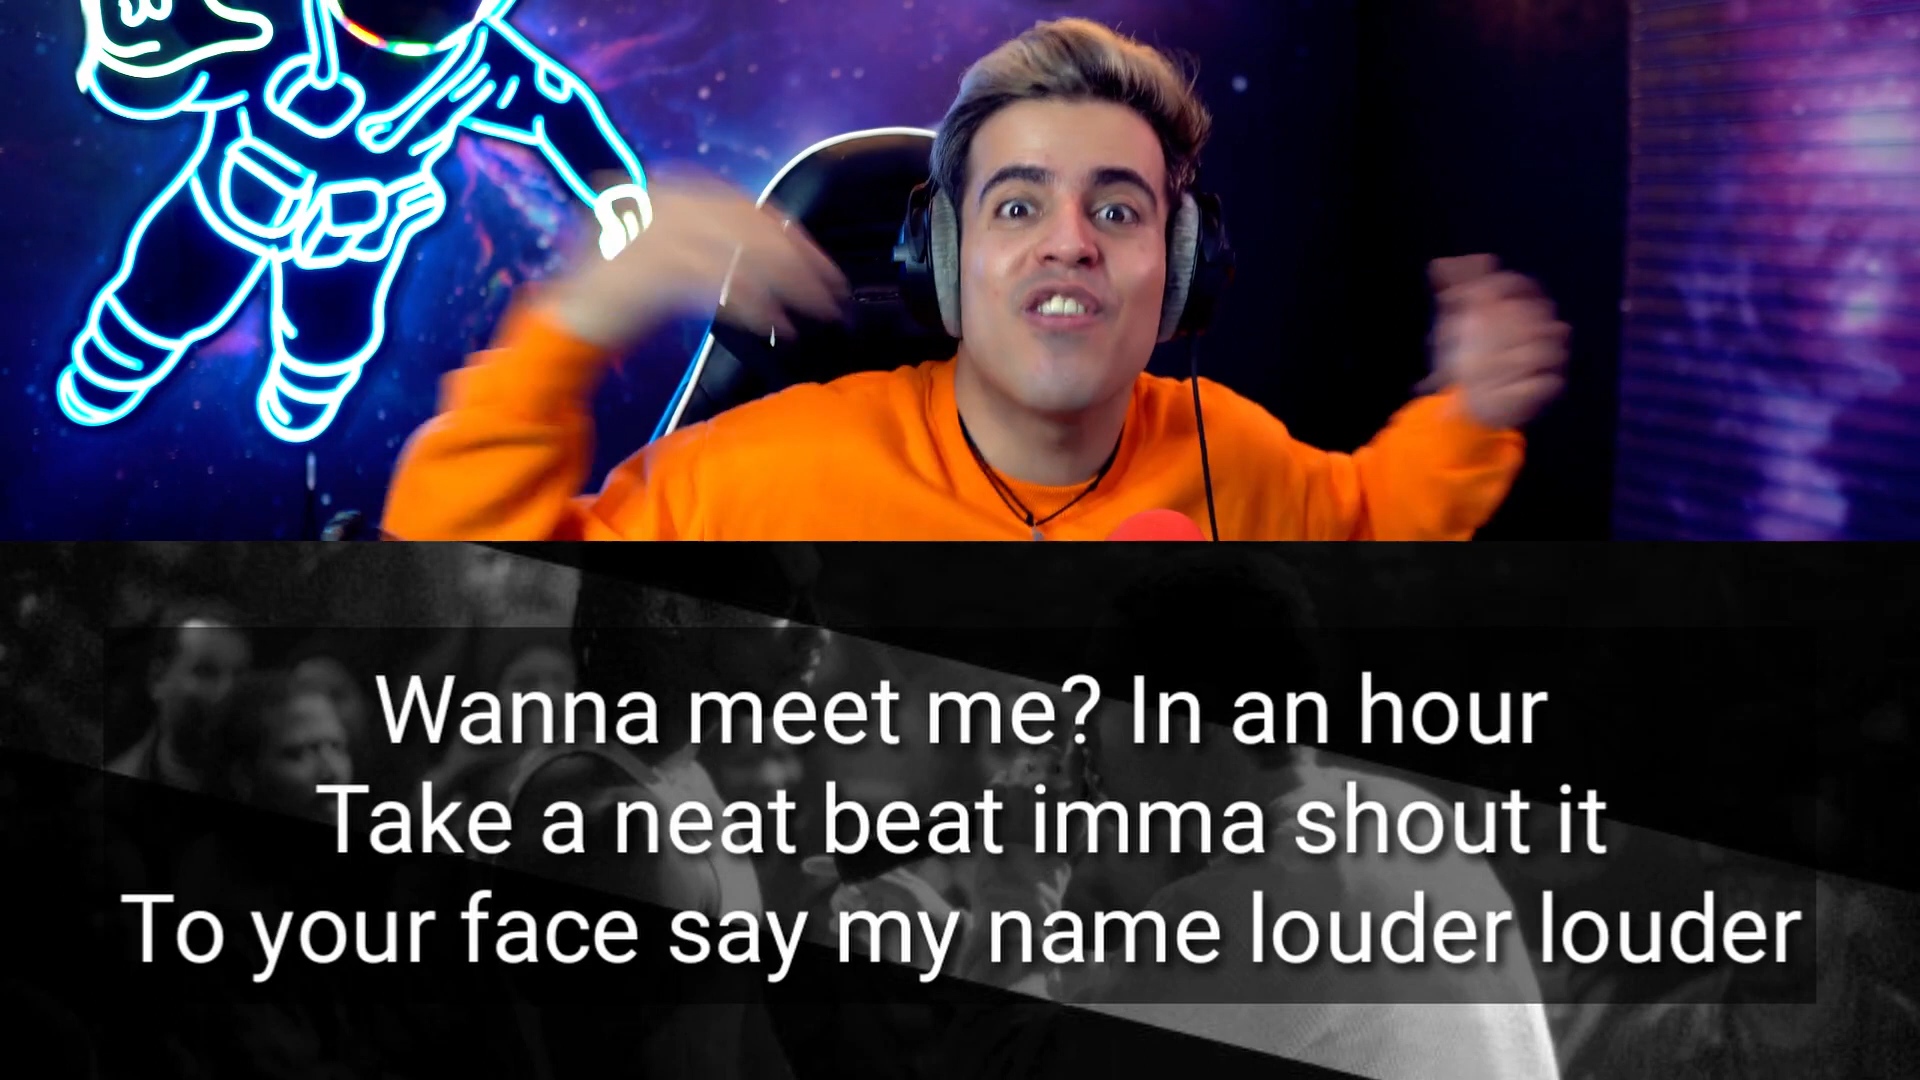 Wanna meet me? In an hour
Take a neat beat imma shout it
To your face say my name louder louder